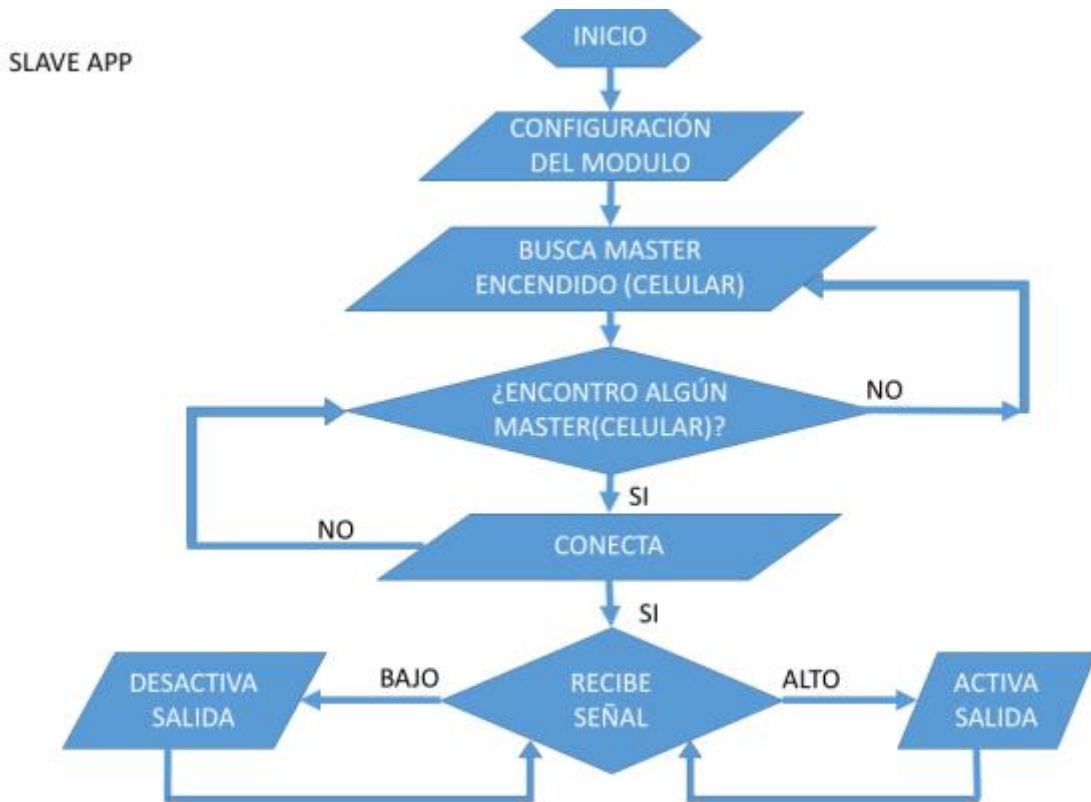 SLAVE APP
INICIO
CONFIGURACIÓN
DEL MODULO
BUSCA MASTER
ENCENDIDO (CELULAR)
¿ENCONTRO ALGÚN
MASTER(CELULAR)?
NO
SI
NO
CONECTA
SI
DESACTIVA
SALIDA
BAJO
RECIBE
SEÑAL
ALTO
ACTIVA
SALIDA